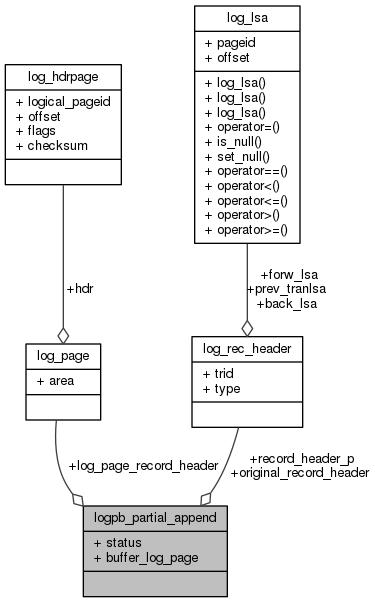 log_lsa
+ pageid
+ offset
+ log_lsa()
+ log_lsa()
+ log_lsa()
+ operator=()
+ is_null()
+ set_null()
+ operator==()
+ operator<()
+ operator<=()
+ operator>()
+ operator>=()
log_hdrpage
+ logical_pageid
+ offset
+ flags
+ checksum
+hdr
+forw_lsa
+prev_tranlsa
+back_lsa
log_page
+ area
log_rec_header
+ trid
+ type
+log_page_record_header
+record_header_p
+original_record_header
logpb_partial_append
+ status
+ buffer_log_page